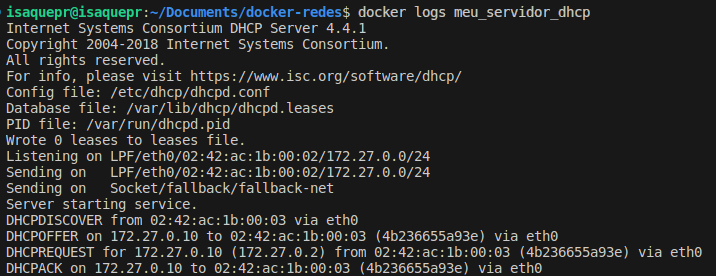 isaquepr@isaquepr:~/Documents/docker-redes$ docker logs meu_servidor_dhcp
Internet Systems Consortium DHCP Server 4.4.1
Copyright 2004-2018 Internet Systems Consortium.
All rights reserved.
For info, please visit https://www.isc.org/software/dhcp/
Config file: /etc/dhcp/dhcpd.conf
Database file: /var/lib/dhcp/dhcpd.leases
PID file: /var/run/dhcpd.pid
Wrote 0 leases to leases file.
Listening on LPF/eth0/02:42:ac:1b:00:02/172.27.0.0/24
Sending on   LPF/eth0/02:42:ac:1b:00:02/172.27.0.0/24
Sending on   Socket/fallback/fallback-net
Server starting service.
DHCPDISCOVER from 02:42:ac:1b:00:03 via eth0
DHCPOFFER on 172.27.0.10 to 02:42:ac:1b:00:03 (4b236655a93e) via eth0
DHCPREQUEST for 172.27.0.10 (172.27.0.2) from 02:42:ac:1b:00:03 (4b236655a93e) via eth0
DHCPACK on 172.27.0.10 to 02:42:ac:1b:00:03 (4b236655a93e) via eth0